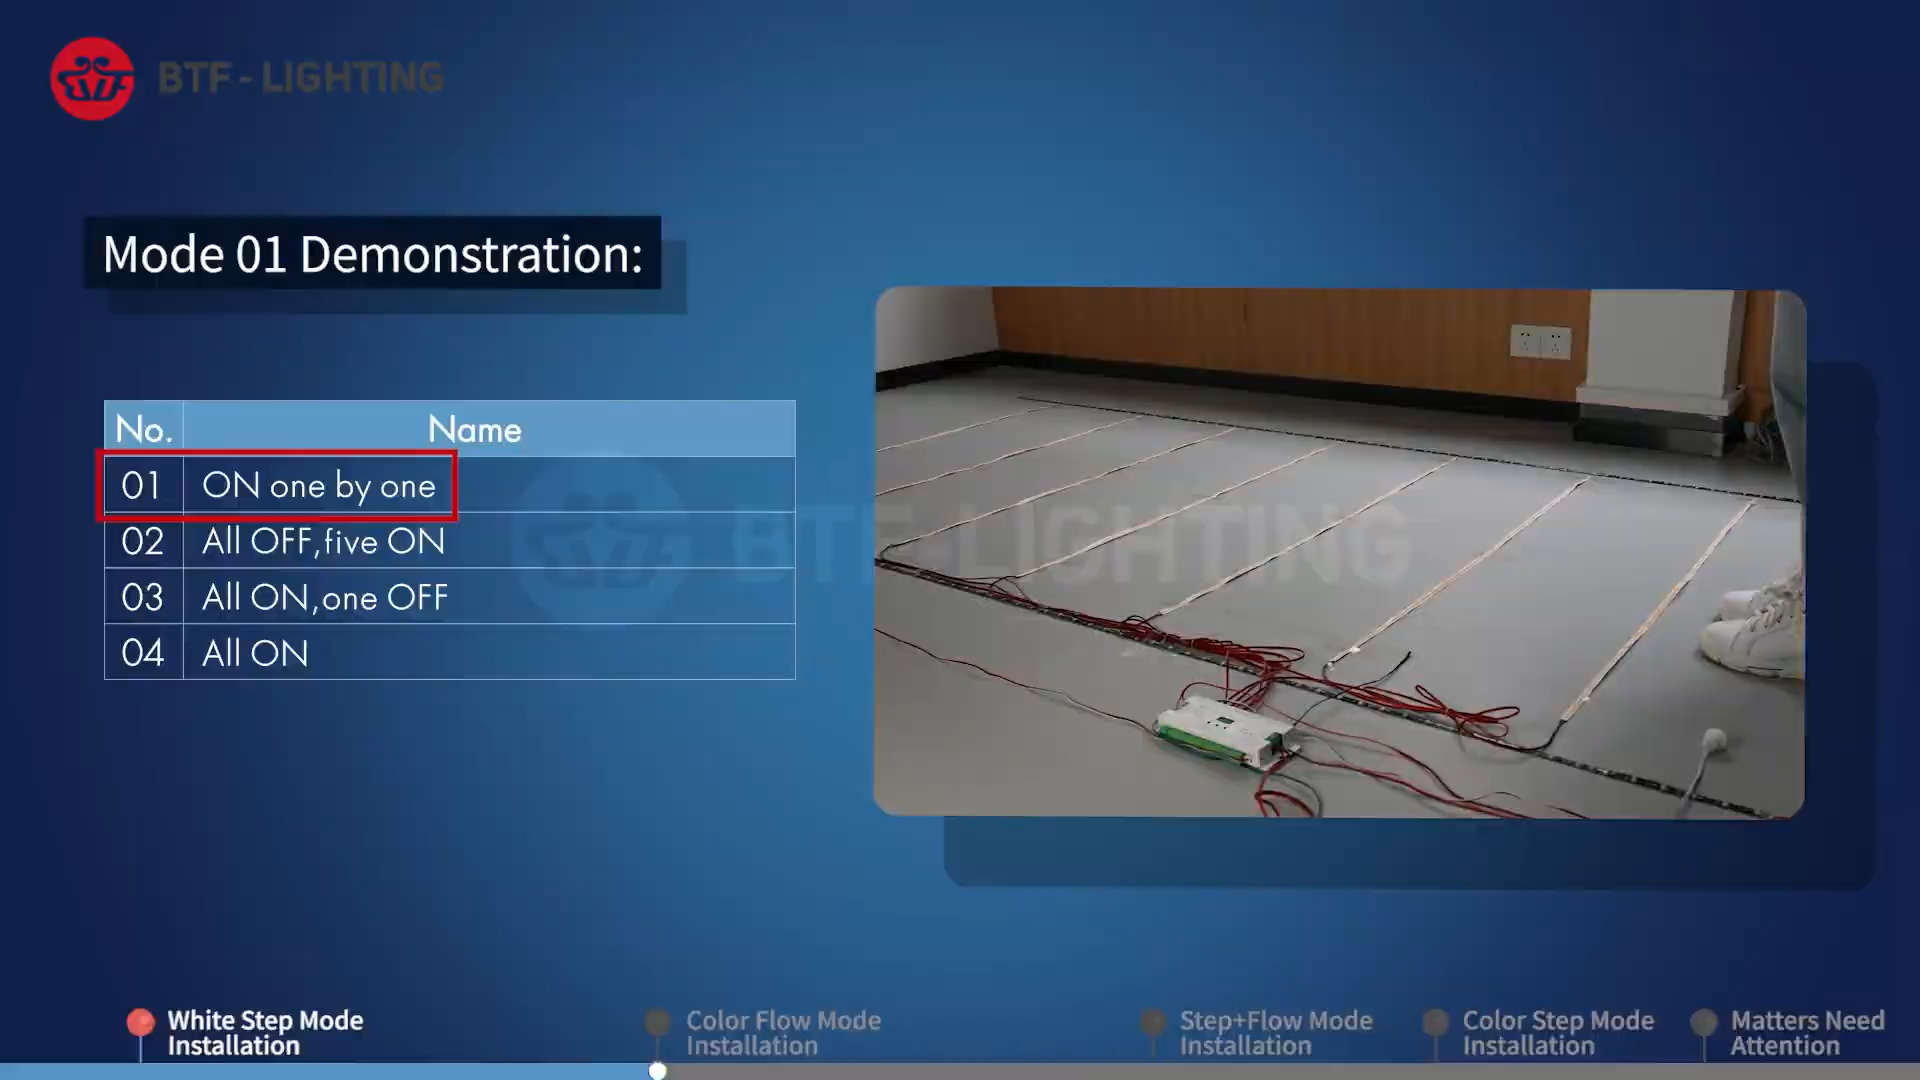 BTF-LIGHTING
Mode 01 Demonstration:
No. Name
01 ON one by one
02 All OFF,five ON
03 All ON,one OFF
04 All ON
BTF-LIGHTING
White Step Mode
Installation
Color Flow Mode
Installation
Step+Flow Mode
Installation
Color Step Mode
Installation
Matters Need
Attention